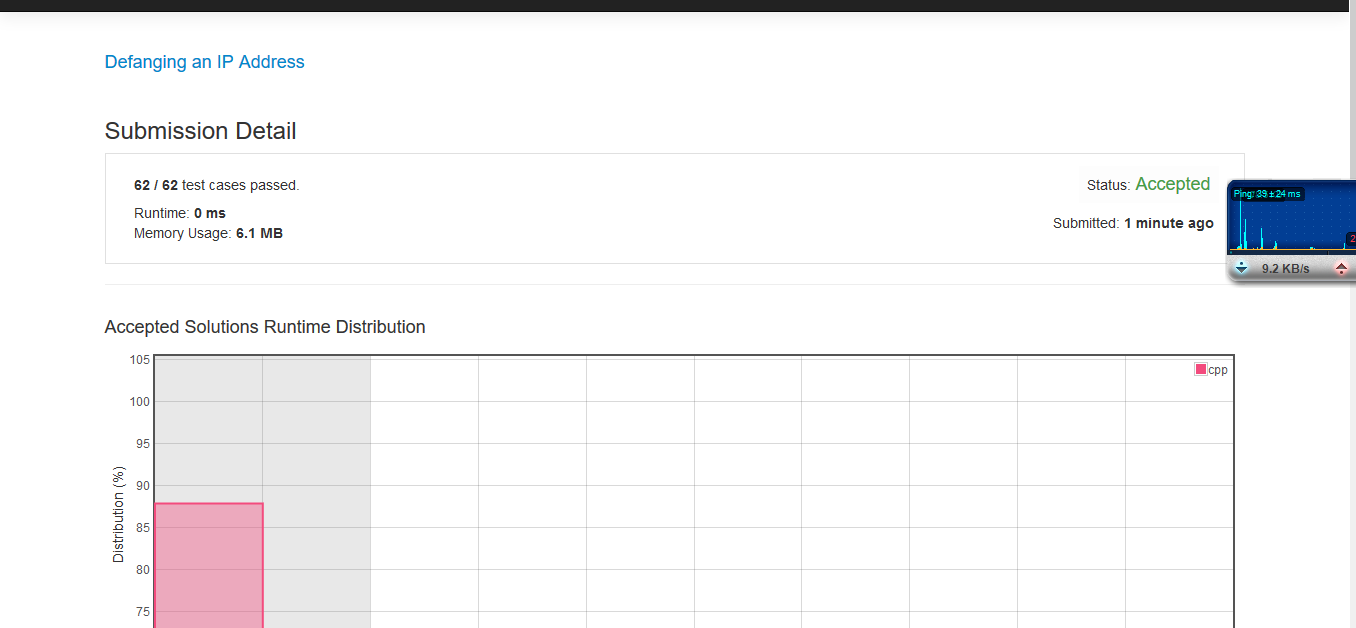 Defanging an IP Address
Submission Detail
62 / 62 test cases passed.
Status: Accepted
Runtime: 0 ms
Memory Usage: 6.1 MB
Submitted: 1 minute ago
Ping: 39 ± 24 ms
2
9.2 KB/s
Accepted Solutions Runtime Distribution
cpp
Distribution (%)
105
100
95
90
85
80
75